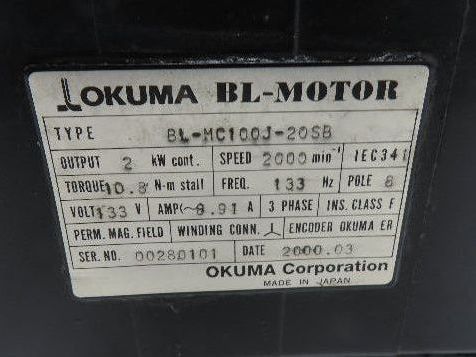 OKUMA BL-MOTOR
TYPE BL-MC100J-20SB
OUTPUT 2 kW cont. SPEED 2000 min⁻¹ IEC341
TORQUE 10.8 N-m stall FREQ. 133 Hz POLE 8
VOLT 133 V AMP(~) 9.91 A 3 PHASE INS. CLASS F
PERM. MAG. FIELD WINDING CONN. ENCODER OKUMA ER
SER. NO. 00280101 DATE 2000.03
OKUMA Corporation
MADE IN JAPAN